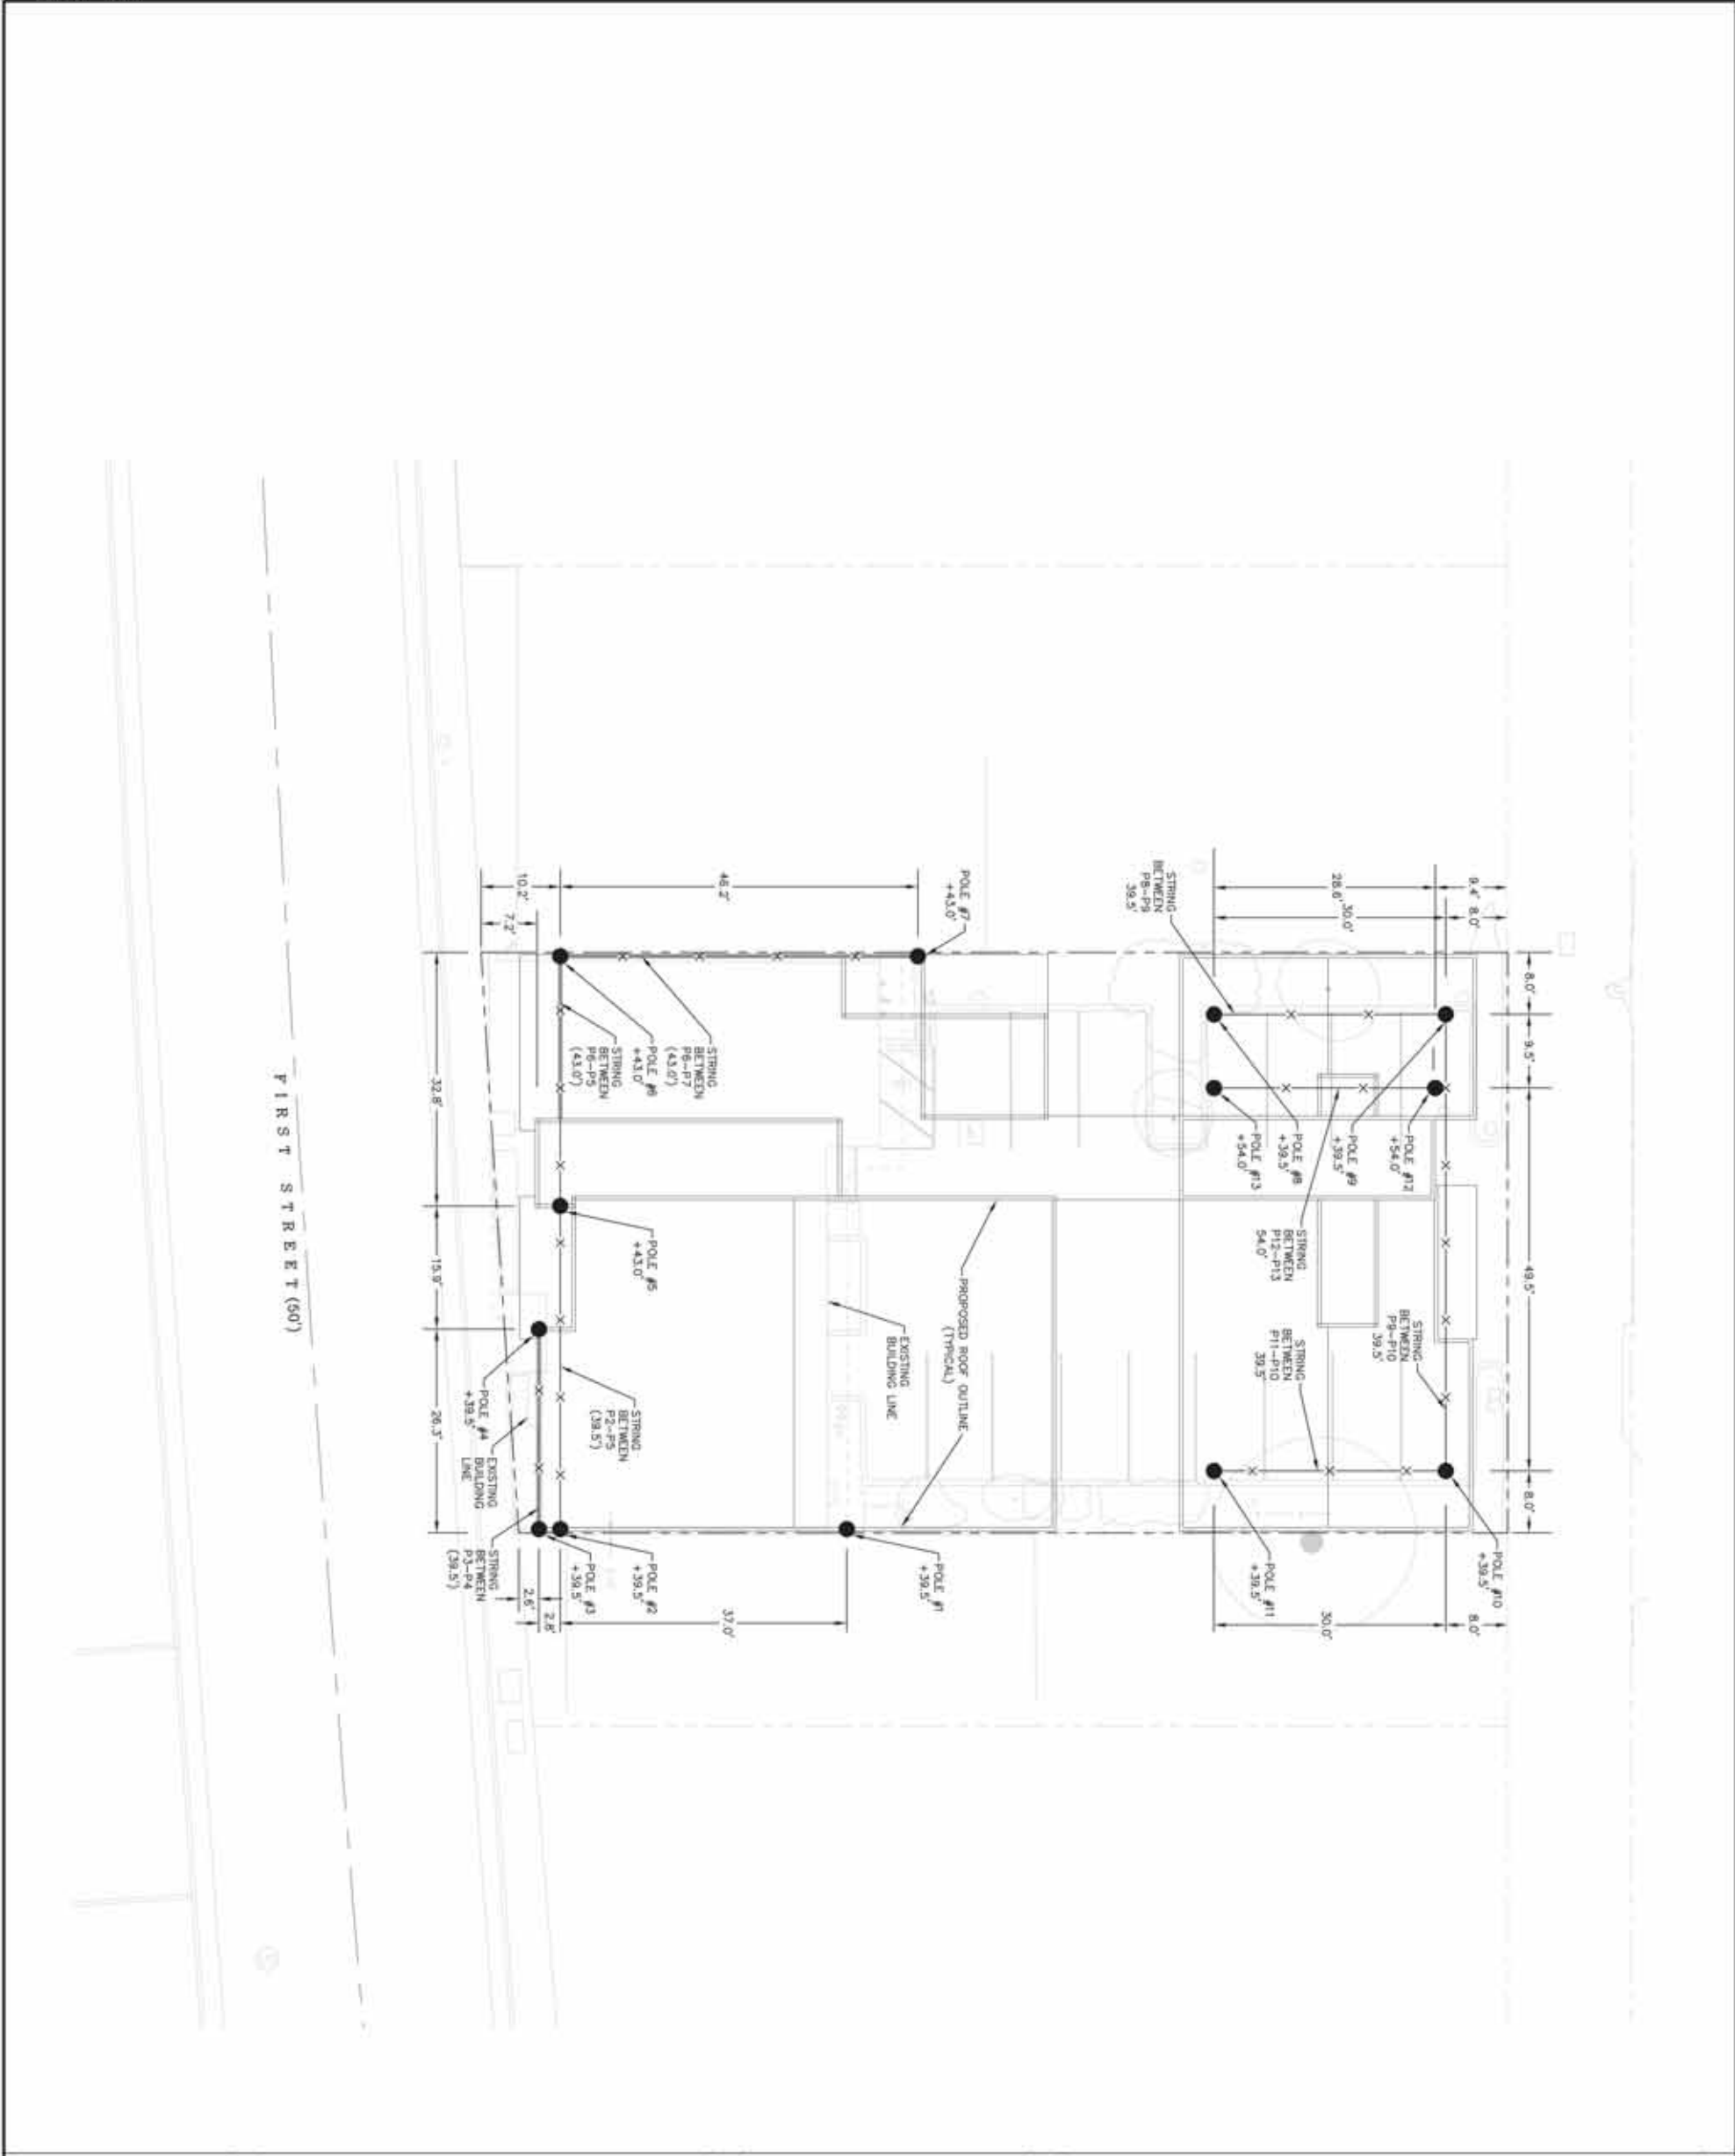 9.4'
8.0'
28.6'
30.0'
8.0'
9.5'
49.5'
8.0'
STRING
BETWEEN
P8-P9
39.5'
POLE #12
+54.0'
POLE #9
+39.5'
POLE #8
+39.5'
POLE #13
+54.0'
STRING
BETWEEN
P12-P13
54.0'
STRING
BETWEEN
P9-P10
39.5'
STRING
BETWEEN
P11-P10
39.5'
POLE #10
+39.5'
POLE #11
+39.5'
8.0'
30.0'
POLE #7
+43.0'
46.2'
10.2'
7.2'
STRING
BETWEEN
P6-P7
(43.0')
POLE #6
+43.0'
STRING
BETWEEN
P6-P5
(43.0')
POLE #5
+43.0'
PROPOSED ROOF OUTLINE
(TYPICAL)
EXISTING
BUILDING LINE
STRING
BETWEEN
P2-P5
(39.5')
POLE #1
+39.5'
37.0'
POLE #2
+39.5'
POLE #3
+39.5'
2.8'
2.6'
POLE #4
+39.5'
EXISTING
BUILDING
LINE
STRING
BETWEEN
P3-P4
(39.5')
32.8'
15.9'
26.3'
FIRST STREET (50')